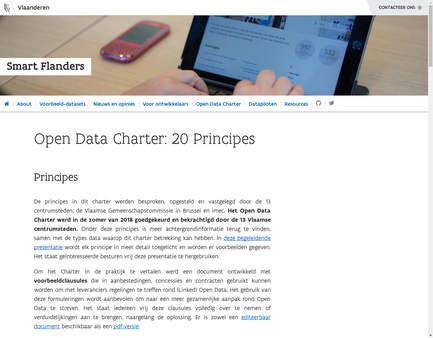 Vlaanderen
CONTACTEER ONS
Smart Flanders
About
Voorbeeld-datasets
Nieuws en opinies
Voor ontwikkelaars
Open Data Charter
Datapiloten
Resources
Open Data Charter: 20 Principes
Principes
De principes in dit charter werden besproken, opgesteld en vastgelegd door de 13
centrumsteden, de Vlaamse Gemeenschapscommissie in Brussel en imec. Het Open Data
Charter werd in de zomer van 2018 goedgekeurd en bekrachtigd door de 13 Vlaamse
centrumsteden. Onder deze principes is meer achtergrondinformatie terug te vinden,
samen met de types data waarop dit charter betrekking kan hebben. In deze begeleidende
presentatie wordt elk principe in meer detail toegelicht en worden er voorbeelden gegeven.
Het staat geïnteresseerde besturen vrij deze presentatie te hergebruiken.
Om het Charter in de praktijk te vertalen werd een document ontwikkeld met
voorbeeldclausules die in aanbestedingen, concessies en contracten gebruikt kunnen
worden om met leveranciers regelingen te treffen rond (Linked) Open Data. Het gebruik van
deze formuleringen wordt aanbevolen om naar een meer gezamenlijke aanpak rond Open
Data te streven. Het staat iedereen vrij deze clausules volledig over te nemen of
verduidelijkingen aan te brengen, naargelang de oplossing. Er is zowel een editeerbaar
document beschikbaar als een pdf-versie.